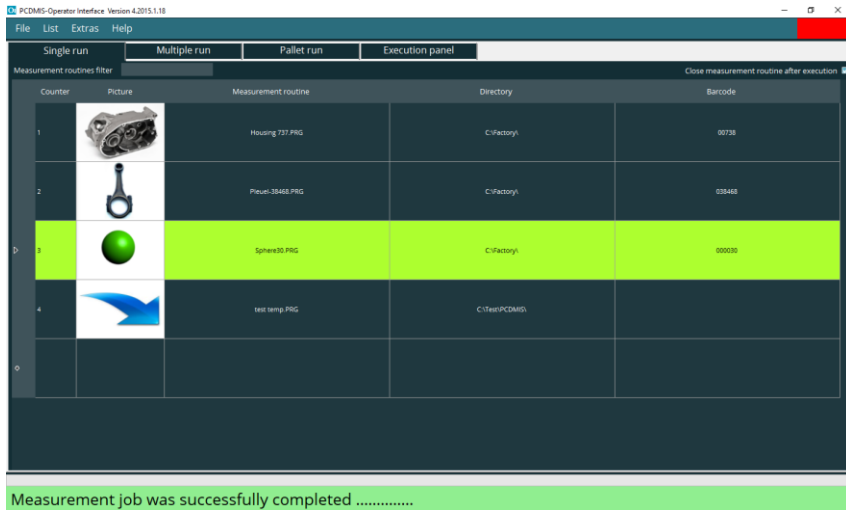 PCDMIS-Operator Interface Version 4.2015.1.18
File List Extras Help
Single run Multiple run Pallet run Execution panel
Measurement routines filter Close measurement routine after execution
Counter Picture Measurement routine Directory Barcode
1 Housing 737.PRG C:\Factory\ 00738
2 Pleuel-38468.PRG C:\Factory\ 038468
3 Sphere30.PRG C:\Factory\ 000030
4 test temp.PRG C:\Test\PCDMIS\
Measurement job was successfully completed ..............